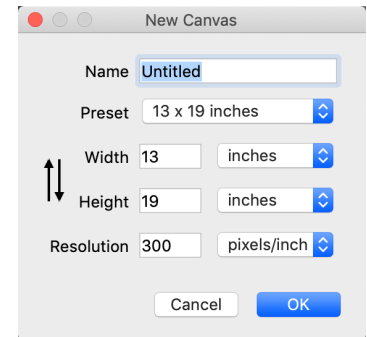 New Canvas
Name Untitled
Preset 13 x 19 inches
Width 13 inches
Height 19 inches
Resolution 300 pixels/inch
Cancel OK